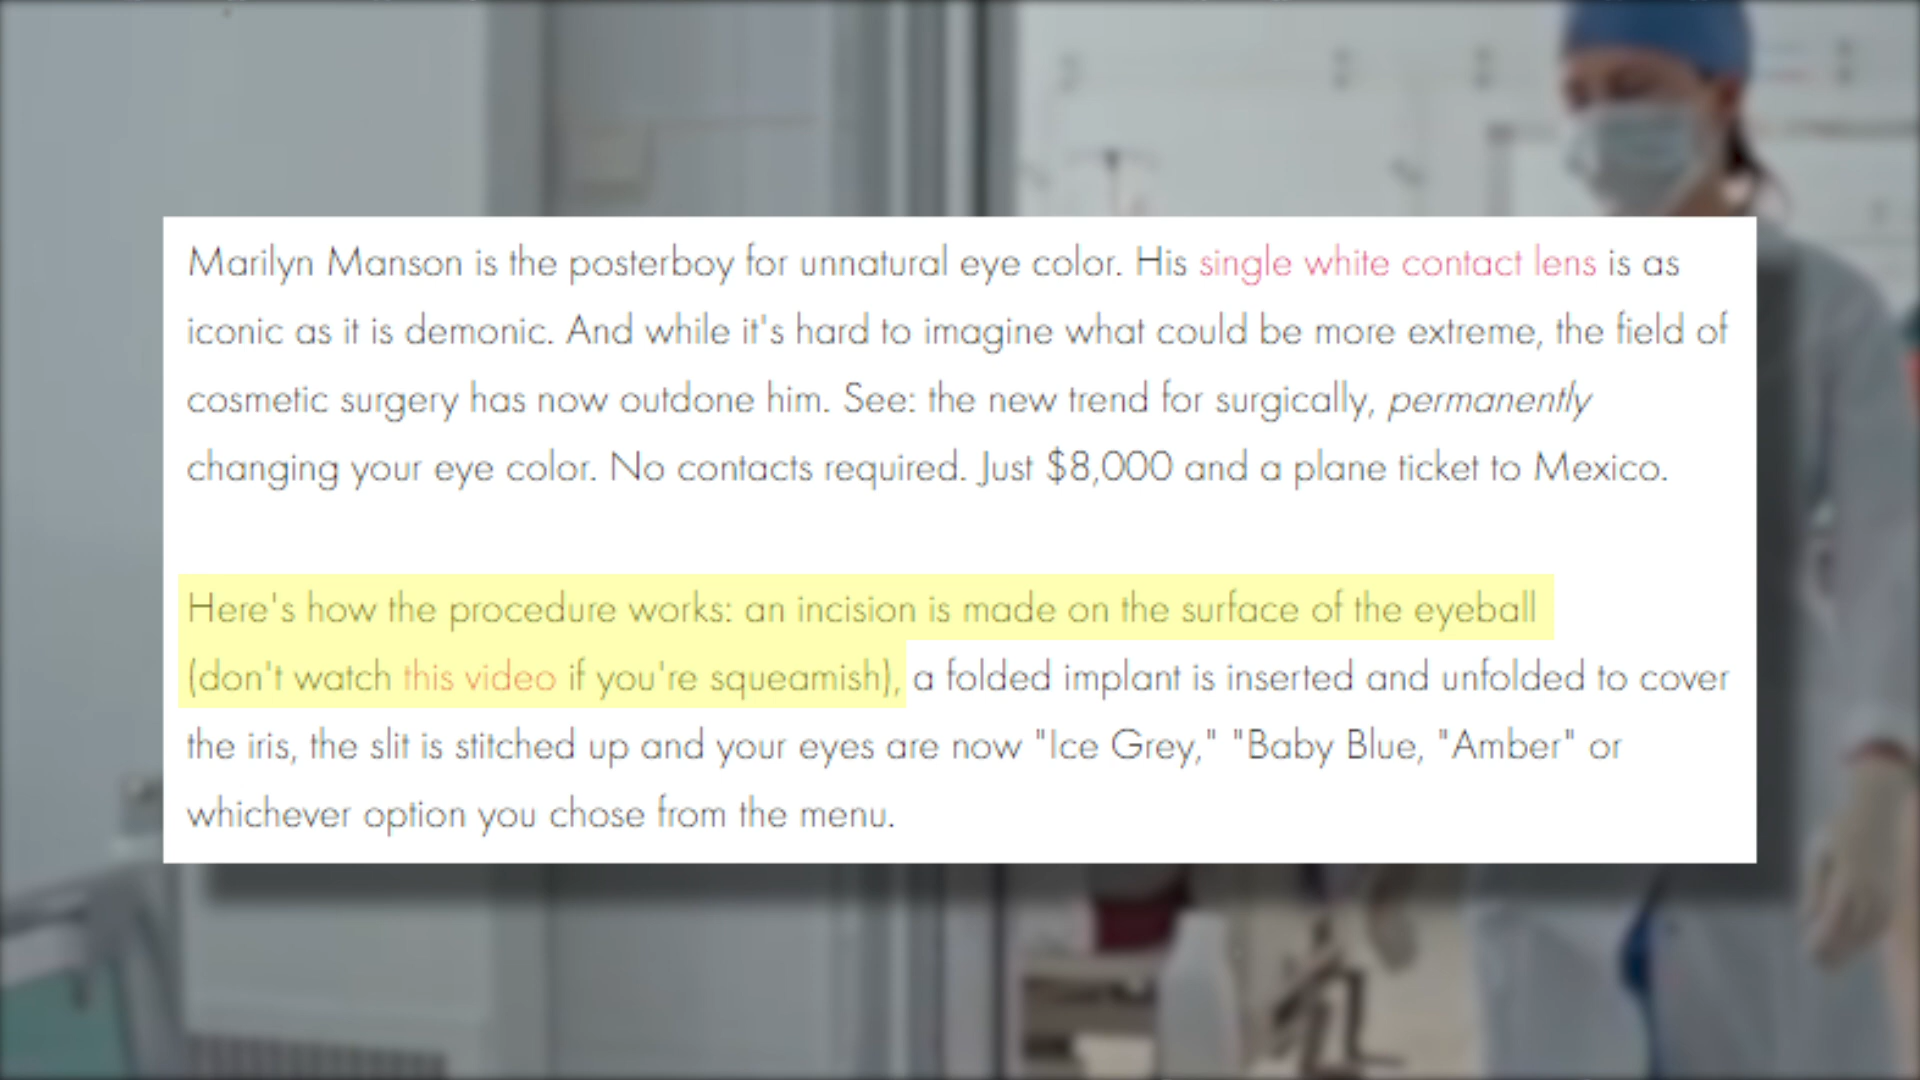 Marilyn Manson is the posterboy for unnatural eye color. His single white contact lens is as
iconic as it is demonic. And while it's hard to imagine what could be more extreme, the field of
cosmetic surgery has now outdone him. See: the new trend for surgically, permanently
changing your eye color. No contacts required. Just $8,000 and a plane ticket to Mexico.
Here's how the procedure works: an incision is made on the surface of the eyeball
(don't watch this video if you're squeamish), a folded implant is inserted and unfolded to cover
the iris, the slit is stitched up and your eyes are now "Ice Grey," "Baby Blue, "Amber" or
whichever option you chose from the menu.